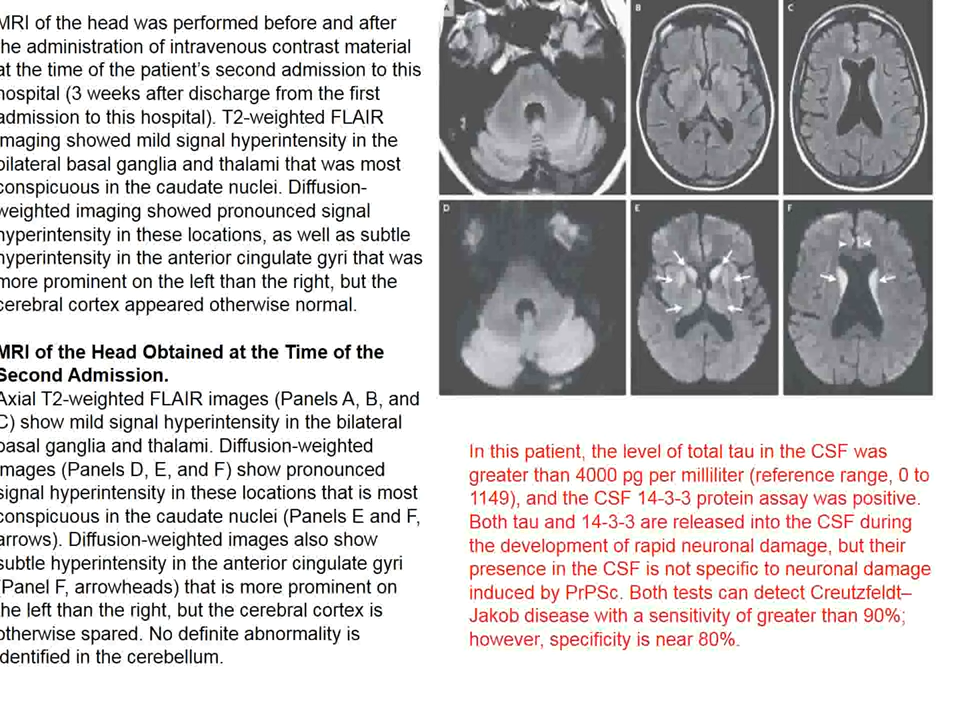 MRI of the head was performed before and after
the administration of intravenous contrast material
at the time of the patient's second admission to this
hospital (3 weeks after discharge from the first
admission to this hospital). T2-weighted FLAIR
imaging showed mild signal hyperintensity in the
bilateral basal ganglia and thalami that was most
conspicuous in the caudate nuclei. Diffusion-
weighted imaging showed pronounced signal
hyperintensity in these locations, as well as subtle
hyperintensity in the anterior cingulate gyri that was
more prominent on the left than the right, but the
cerebral cortex appeared otherwise normal.
MRI of the Head Obtained at the Time of the
Second Admission.
Axial T2-weighted FLAIR images (Panels A, B, and
C) show mild signal hyperintensity in the bilateral
basal ganglia and thalami. Diffusion-weighted
images (Panels D, E, and F) show pronounced
signal hyperintensity in these locations that is most
conspicuous in the caudate nuclei (Panels E and F,
arrows). Diffusion-weighted images also show
subtle hyperintensity in the anterior cingulate gyri
(Panel F, arrowheads) that is more prominent on
the left than the right, but the cerebral cortex is
otherwise spared. No definite abnormality is
identified in the cerebellum.
A
B
C
D
E
F
In this patient, the level of total tau in the CSF was
greater than 4000 pg per milliliter (reference range, 0 to
1149), and the CSF 14-3-3 protein assay was positive.
Both tau and 14-3-3 are released into the CSF during
the development of rapid neuronal damage, but their
presence in the CSF is not specific to neuronal damage
induced by PrPSc. Both tests can detect Creutzfeldt–
Jakob disease with a sensitivity of greater than 90%;
however, specificity is near 80%.